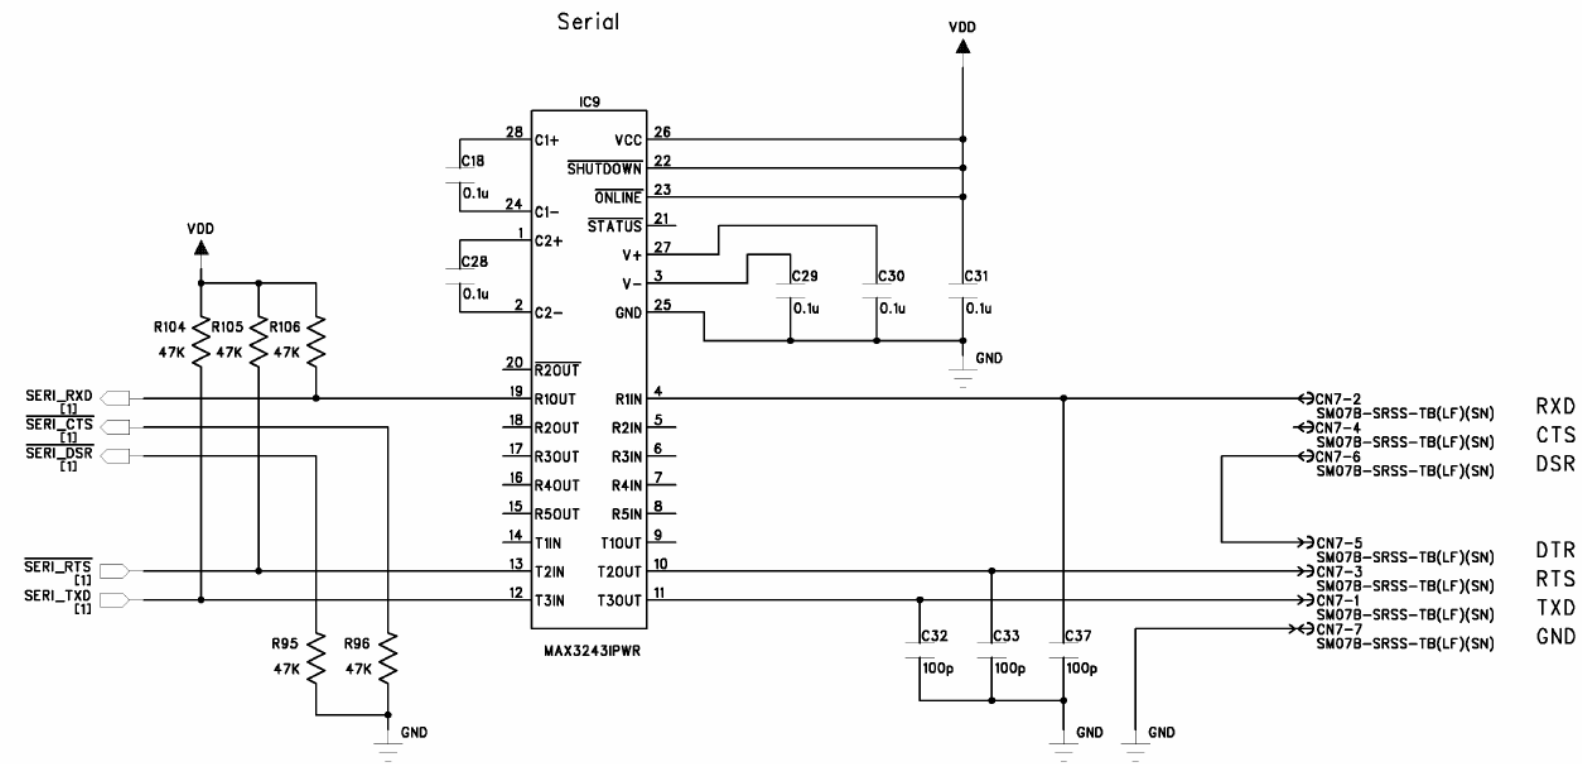 Serial
VDD
IC9
28 C1+ VCC 26
C18
SHUTDOWN 22
0.1u
ONLINE 23
24 C1-
STATUS 21
1 C2+
V+ 27
C28
V- 3
0.1u
2 C2- GND 25
C29 C30 C31
0.1u 0.1u 0.1u
GND
VDD
R104 R105 R106
47K 47K 47K
20 R2OUT
SERI_RXD
[1]
19 R1OUT R1IN 4
CN7-2
SM07B-SRSS-TB(LF)(SN)
RXD
SERI_CTS
[1]
18 R2OUT R2IN 5
CN7-4
SM07B-SRSS-TB(LF)(SN)
CTS
SERI_DSR
[1]
17 R3OUT R3IN 6
CN7-6
SM07B-SRSS-TB(LF)(SN)
DSR
16 R4OUT R4IN 7
15 R5OUT R5IN 8
14 T1IN T1OUT 9
CN7-5
SM07B-SRSS-TB(LF)(SN)
DTR
SERI_RTS
[1]
13 T2IN T2OUT 10
CN7-3
SM07B-SRSS-TB(LF)(SN)
RTS
SERI_TXD
[1]
12 T3IN T3OUT 11
CN7-1
SM07B-SRSS-TB(LF)(SN)
TXD
CN7-7
SM07B-SRSS-TB(LF)(SN)
GND
R95 R96
47K 47K
MAX3243IPWR
C32 C33 C37
100p 100p 100p
GND
GND
GND